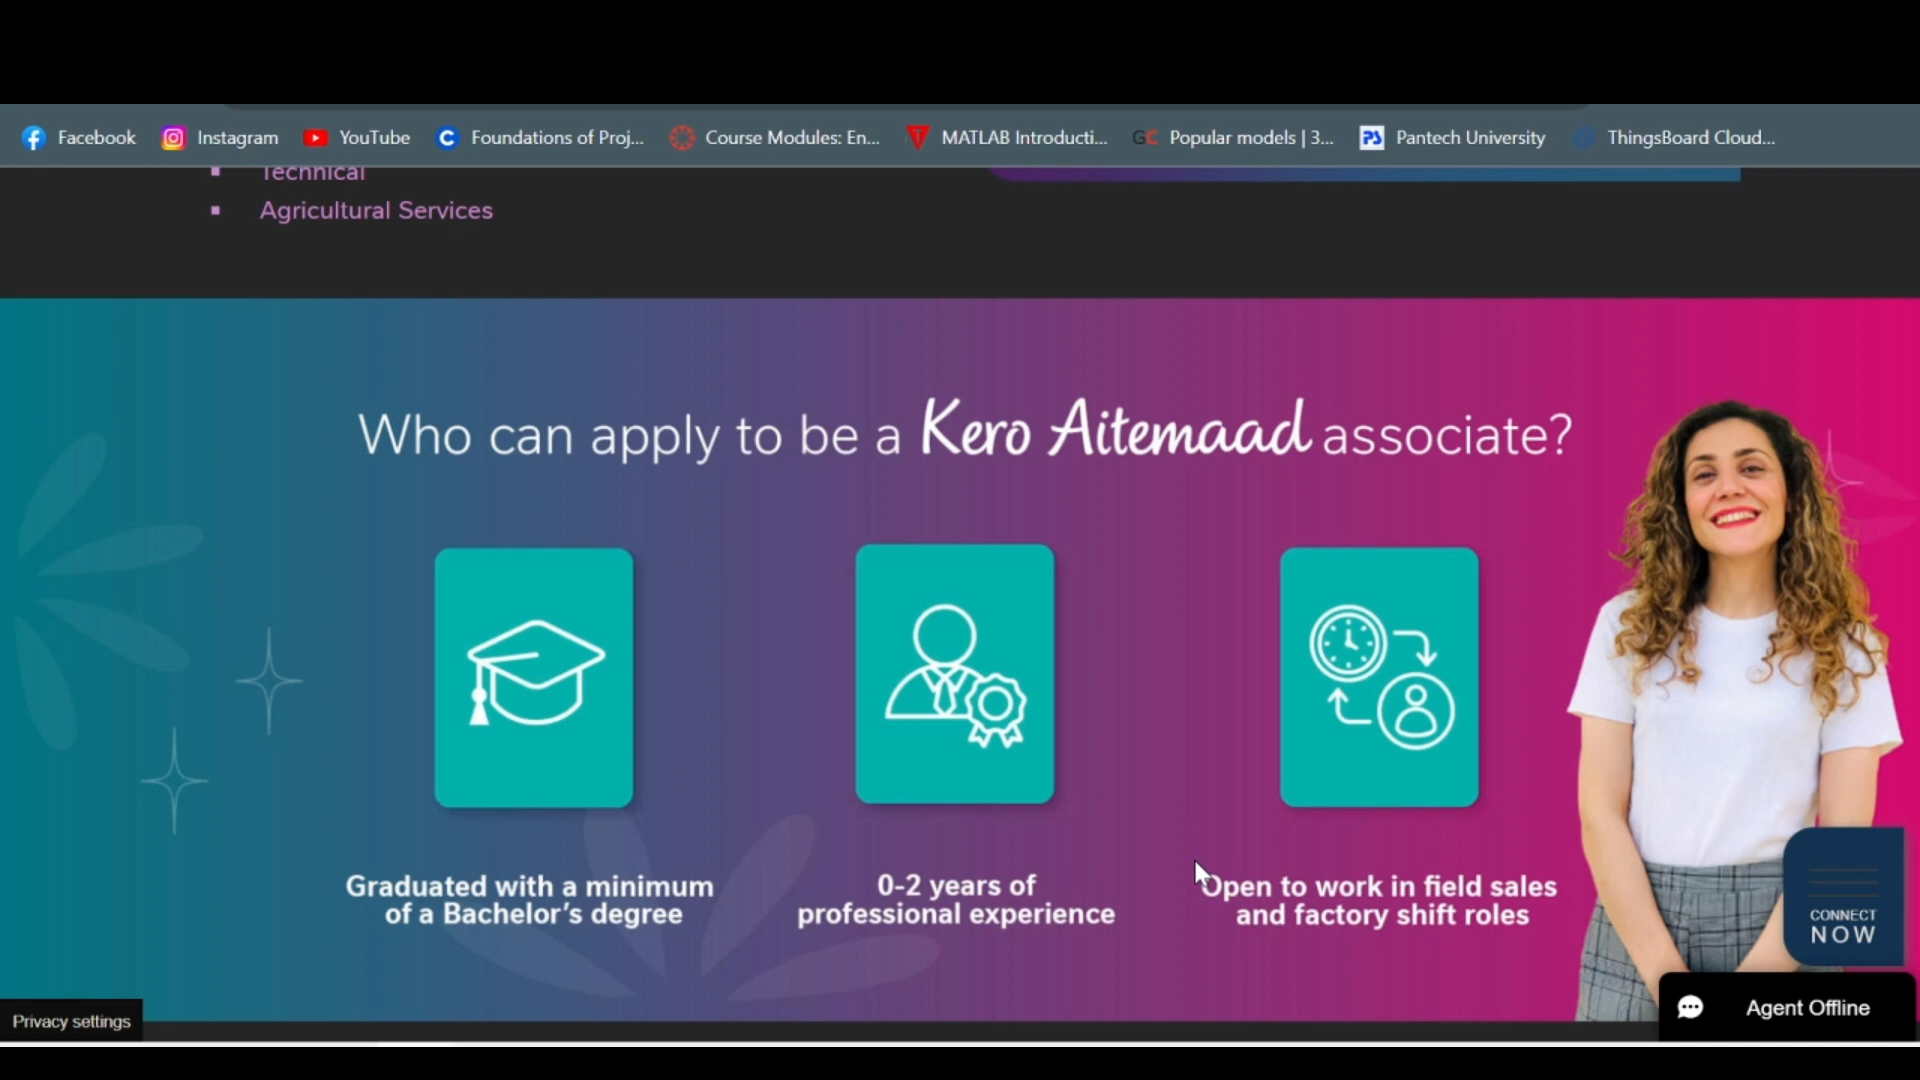 Facebook Instagram YouTube Foundations of Proj... Course Modules: En... MATLAB Introducti... GC Popular models | 3... PS Pantech University ThingsBoard Cloud...
Technical
Agricultural Services
Who can apply to be a Kero Aitemaad associate?
Graduated with a minimum
of a Bachelor's degree
0-2 years of
professional experience
Open to work in field sales
and factory shift roles
CONNECT
NOW
Privacy settings
Agent Offline